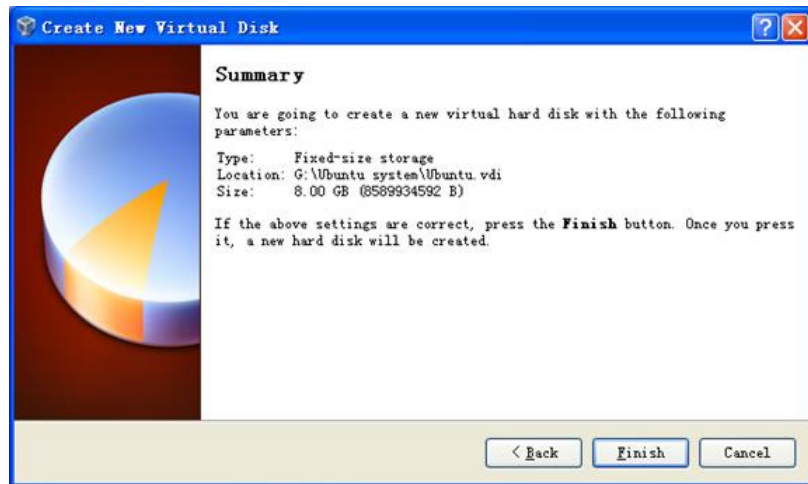 Create New Virtual Disk
Summary
You are going to create a new virtual hard disk with the following
parameters:
Type: Fixed-size storage
Location: G:\Ubuntu system\Ubuntu.vdi
Size: 8.00 GB (8589934592 B)
If the above settings are correct, press the Finish button. Once you press
it, a new hard disk will be created.
< Back Finish Cancel